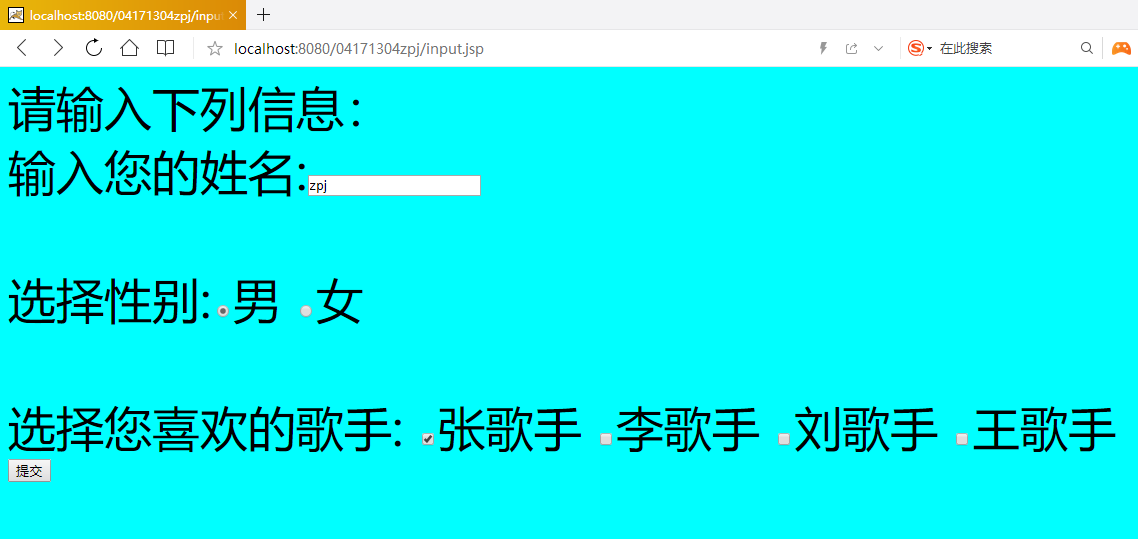 localhost:8080/04171304zpj/input
localhost:8080/04171304zpj/input.jsp
在此搜索
请输入下列信息：
输入您的姓名:zpj
选择性别:男 女
选择您喜欢的歌手: 张歌手 李歌手 刘歌手 王歌手
提交